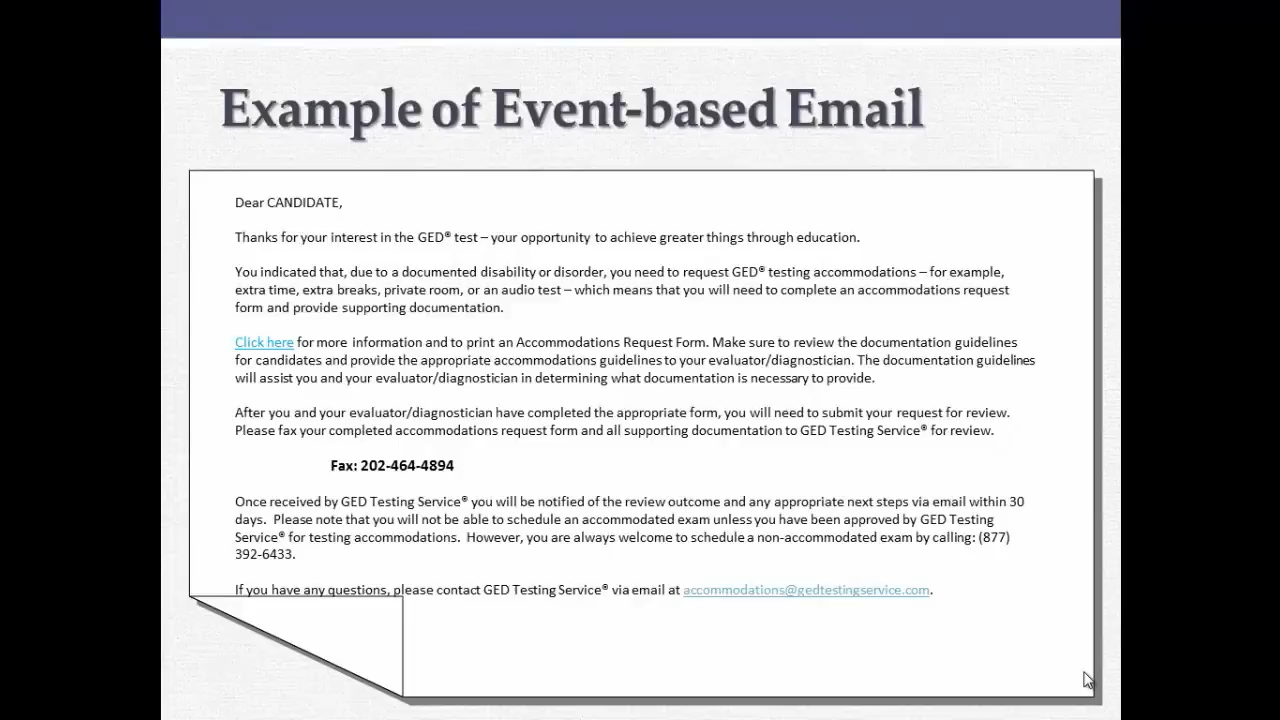 Example of Event-based Email
Dear CANDIDATE,
Thanks for your interest in the GED® test – your opportunity to achieve greater things through education.
You indicated that, due to a documented disability or disorder, you need to request GED® testing accommodations – for example,
extra time, extra breaks, private room, or an audio test – which means that you will need to complete an accommodations request
form and provide supporting documentation.
Click here for more information and to print an Accommodations Request Form. Make sure to review the documentation guidelines
for candidates and provide the appropriate accommodations guidelines to your evaluator/diagnostician. The documentation guidelines
will assist you and your evaluator/diagnostician in determining what documentation is necessary to provide.
After you and your evaluator/diagnostician have completed the appropriate form, you will need to submit your request for review.
Please fax your completed accommodations request form and all supporting documentation to GED Testing Service® for review.
Fax: 202-464-4894
Once received by GED Testing Service® you will be notified of the review outcome and any appropriate next steps via email within 30
days. Please note that you will not be able to schedule an accommodated exam unless you have been approved by GED Testing
Service® for testing accommodations. However, you are always welcome to schedule a non-accommodated exam by calling: (877)
392-6433.
If you have any questions, please contact GED Testing Service® via email at accommodations@gedtestingservice.com.